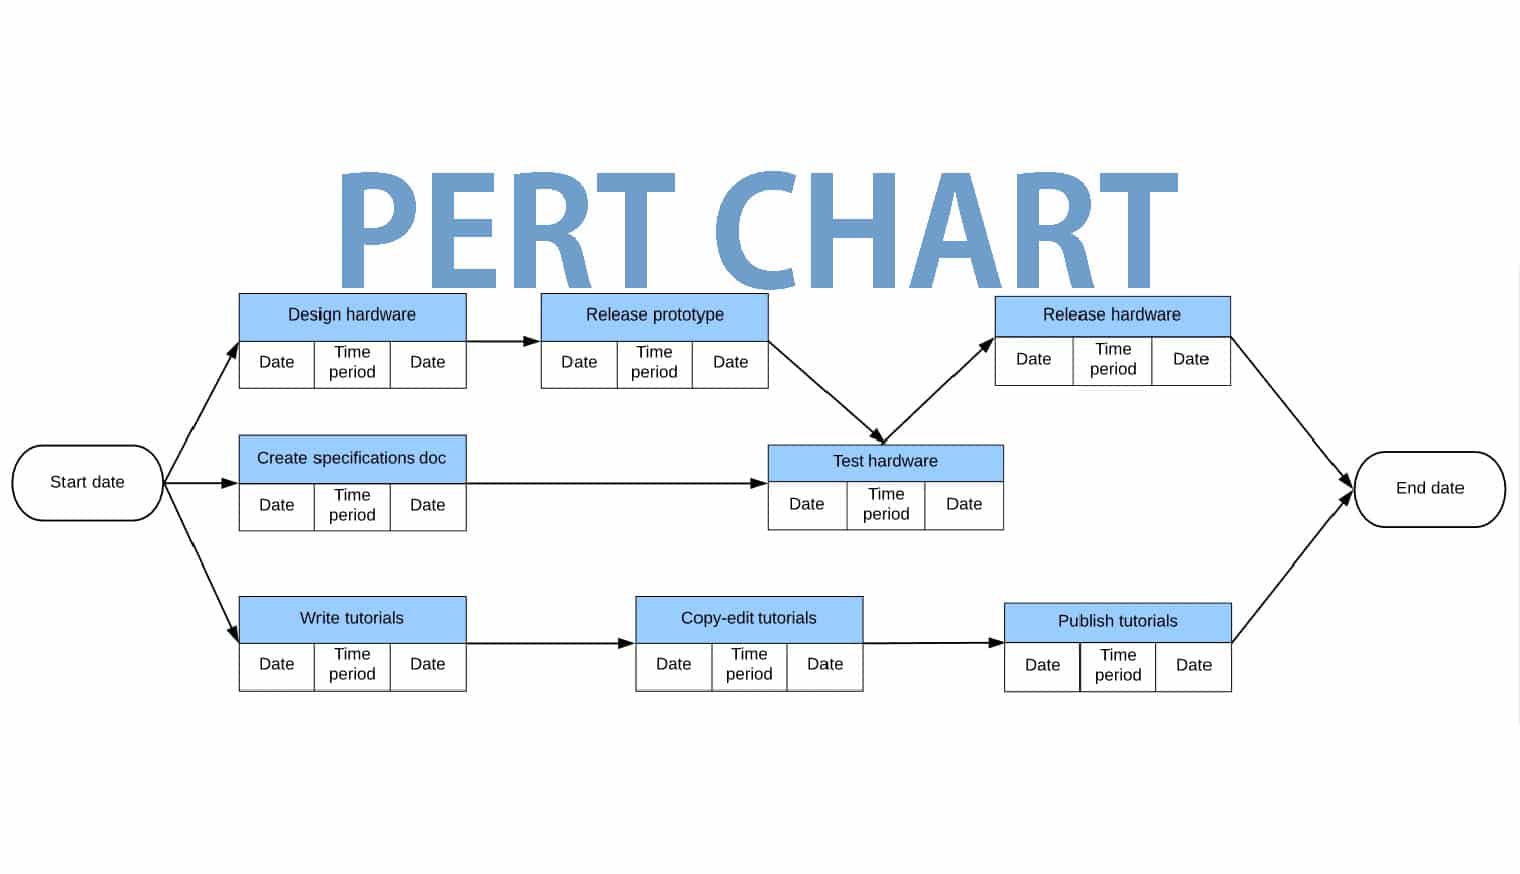 PERT CHART
Design hardware
Date
Time
period
Date
Release prototype
Date
Time
period
Date
Release hardware
Date
Time
period
Date
Start date
Create specifications doc
Date
Time
period
Date
Test hardware
Date
Time
period
Date
End date
Write tutorials
Date
Time
period
Date
Copy-edit tutorials
Date
Time
period
Date
Publish tutorials
Date
Time
period
Date